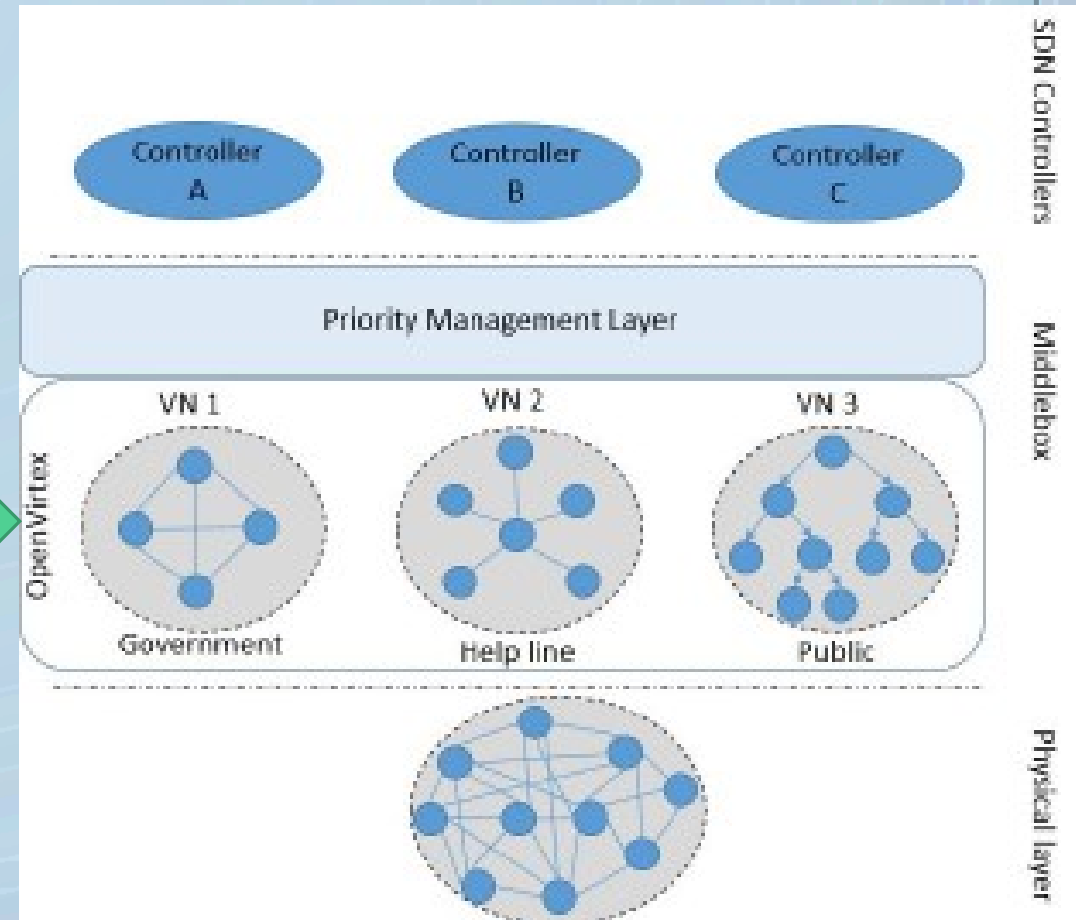 SDN Controllers
Controller
A
Controller
B
Controller
C
Priority Management Layer
Middlebox
VN 1
VN 2
VN 3
OpenVirtex
Government
Help line
Public
Physical layer